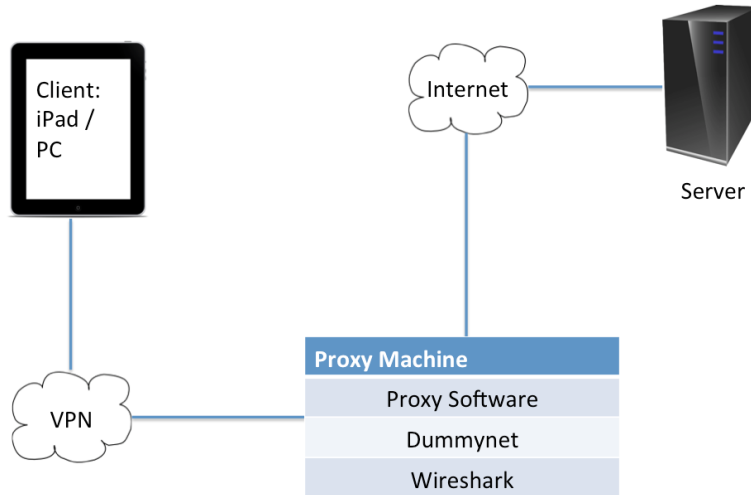 Client:
iPad /
PC
Internet
Server
VPN
Proxy Machine
Proxy Software
Dummynet
Wireshark